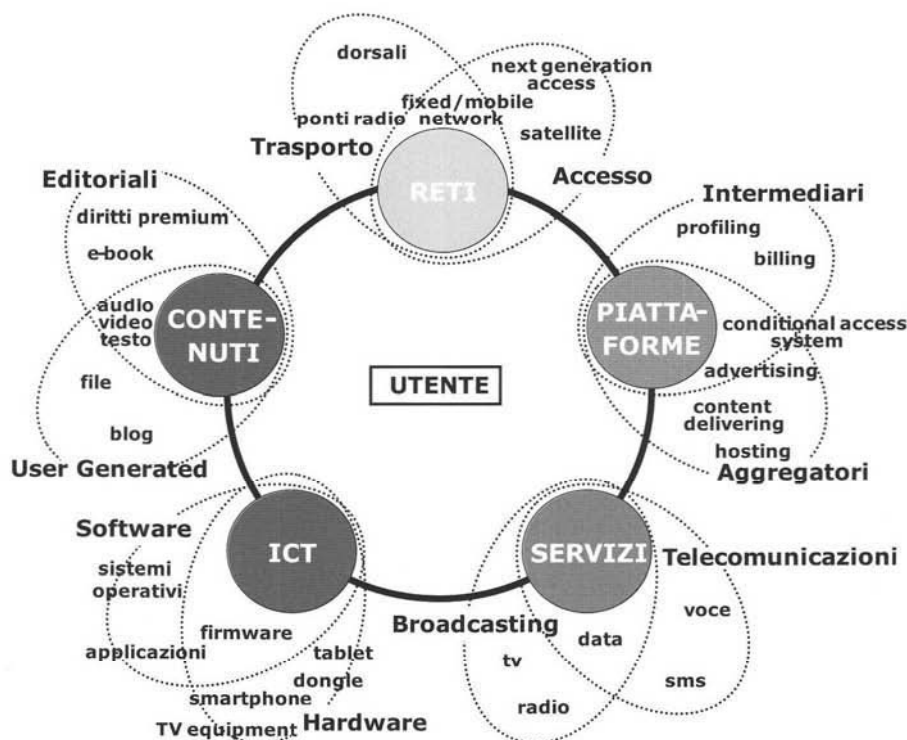 dorsali
next generation
access
fixed/mobile
network
ponti radio
satellite
Trasporto
Accesso
RETI
Editoriali
diritti premium
e-book
audio
video
testo
CONTE-
NUTI
file
blog
User Generated
Intermediari
profiling
billing
PIATTA-
FORME
conditional access
system
advertising
content
delivering
hosting
Aggregatori
UTENTE
Software
sistemi
operativi
ICT
applicazioni
firmware
tablet
dongle
smartphone
TV equipment
Hardware
SERVIZI
Telecomunicazioni
Broadcasting
voce
data
tv
sms
radio